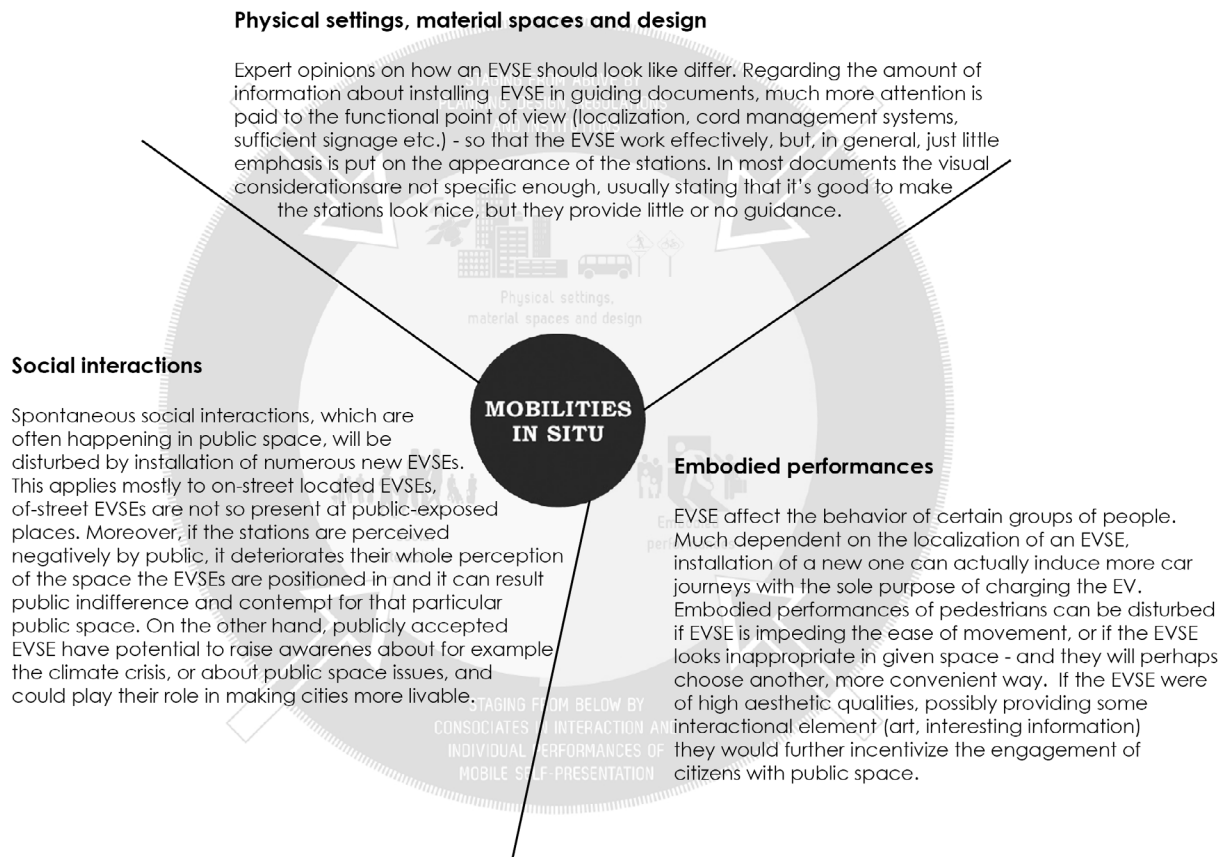 Physical settings, material spaces and design
Expert opinions on how an EVSE should look like differ. Regarding the amount of
information about installing EVSE in guiding documents, much more attention is
paid to the functional point of view (localization, cord management systems,
sufficient signage etc.) - so that the EVSE work effectively, but, in general, just little
emphasis is put on the appearance of the stations. In most documents the visual
considerationsare not specific enough, usually stating that it's good to make
the stations look nice, but they provide little or no guidance.
STAGING FROM ABOVE BY
PLANNING, DESIGN, REGULATIONS
AND INSTITUTIONS
Physical settings,
material spaces and design
MOBILITIES
IN SITU
Social interactions
Spontaneous social interactions, which are
often happening in public space, will be
disturbed by installation of numerous new EVSEs.
This applies mostly to on-street located EVSEs,
of-street EVSEs are not so present at public-exposed
places. Moreover, if the stations are perceived
negatively by public, it deteriorates their whole perception
of the space the EVSEs are positioned in and it can result
public indifference and contempt for that particular
public space. On the other hand, publicly accepted
EVSE have potential to raise awarenes about for example
the climate crisis, or about public space issues, and
could play their role in making cities more livable.
Embodied performances
EVSE affect the behavior of certain groups of people.
Much dependent on the localization of an EVSE,
installation of a new one can actually induce more car
journeys with the sole purpose of charging the EV.
Embodied performances of pedestrians can be disturbed
if EVSE is impeding the ease of movement, or if the EVSE
looks inappropriate in given space - and they will perhaps
choose another, more convenient way. If the EVSE were
of high aesthetic qualities, possibly providing some
interactional element (art, interesting information)
they would further incentivize the engagement of
citizens with public space.
STAGING FROM BELOW BY
CONSOCIATES IN INTERACTION AND
INDIVIDUAL PERFORMANCES OF
MOBILE SELF-PRESENTATION